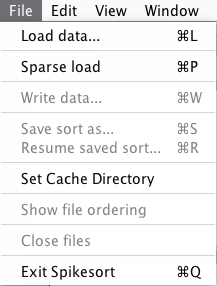 File Edit View Window
Load data... ⌘L
Sparse load ⌘P
Write data... ⌘W
Save sort as... ⌘S
Resume saved sort... ⌘R
Set Cache Directory
Show file ordering
Close files
Exit Spikesort ⌘Q